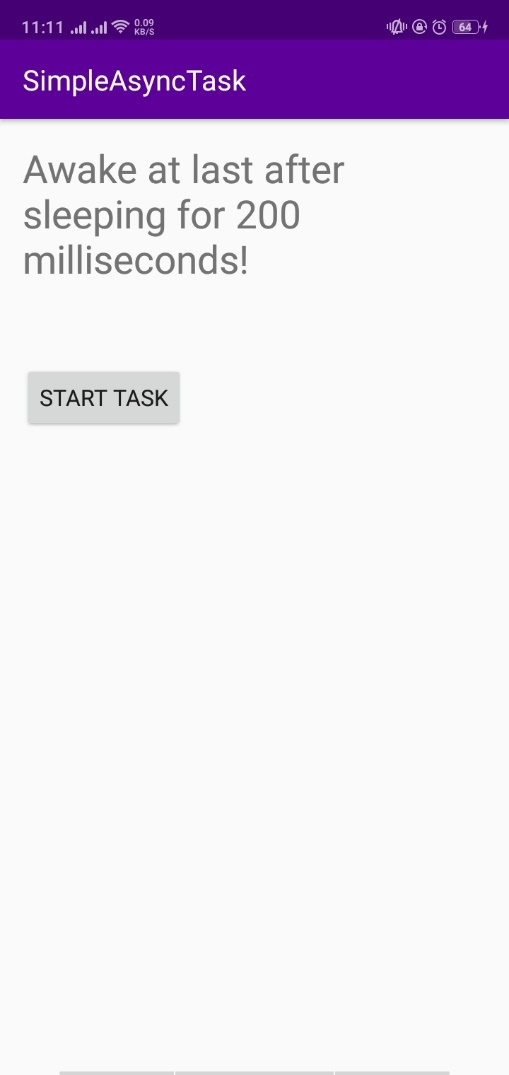 11:11 0.09 KB/S 64
SimpleAsyncTask
Awake at last after
sleeping for 200
milliseconds!
START TASK